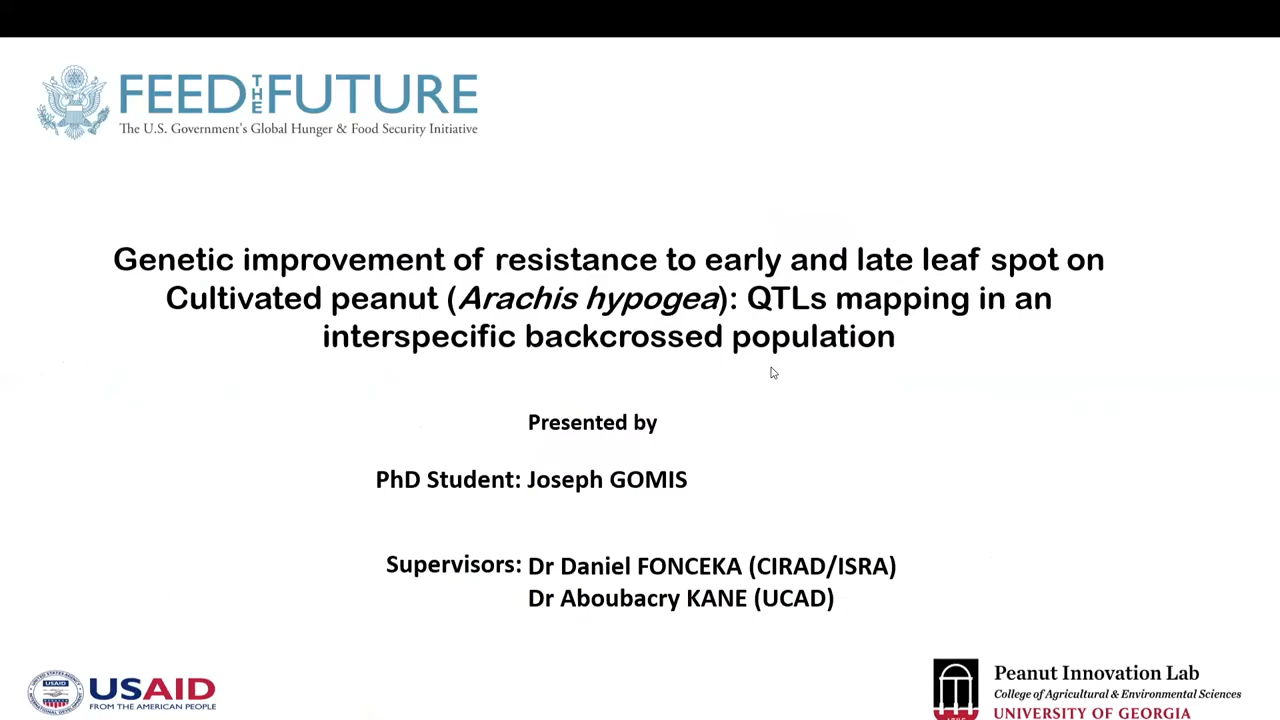 FEED THE FUTURE
The U.S. Government's Global Hunger & Food Security Initiative
Genetic improvement of resistance to early and late leaf spot on
Cultivated peanut (Arachis hypogea): QTLs mapping in an
interspecific backcrossed population
Presented by
PhD Student: Joseph GOMIS
Supervisors: Dr Daniel FONCEKA (CIRAD/ISRA)
Dr Aboubacry KANE (UCAD)
USAID
FROM THE AMERICAN PEOPLE
Peanut Innovation Lab
College of Agricultural & Environmental Sciences
UNIVERSITY OF GEORGIA